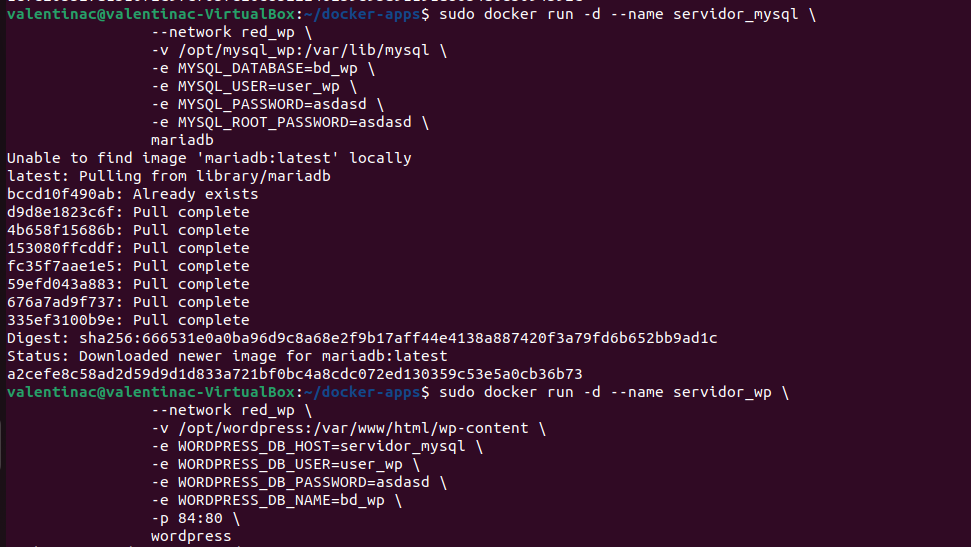 valentinac@valentinac-VirtualBox:~/docker-apps$ sudo docker run -d --name servidor_mysql \
--network red_wp \
-v /opt/mysql_wp:/var/lib/mysql \
-e MYSQL_DATABASE=bd_wp \
-e MYSQL_USER=user_wp \
-e MYSQL_PASSWORD=asdasd \
-e MYSQL_ROOT_PASSWORD=asdasd \
mariadb
Unable to find image 'mariadb:latest' locally
latest: Pulling from library/mariadb
bccd10f490ab: Already exists
d9d8e1823c6f: Pull complete
4b658f15686b: Pull complete
153080ffcddf: Pull complete
fc35f7aae1e5: Pull complete
59efd043a883: Pull complete
676a7ad9f737: Pull complete
335ef3100b9e: Pull complete
Digest: sha256:666531e0a0ba96d9c8a68e2f9b17aff44e4138a887420f3a79fd6b652bb9ad1c
Status: Downloaded newer image for mariadb:latest
a2cefe8c58ad2d59d9d1d833a721bf0bc4a8cdc072ed130359c53e5a0cb36b73
valentinac@valentinac-VirtualBox:~/docker-apps$ sudo docker run -d --name servidor_wp \
--network red_wp \
-v /opt/wordpress:/var/www/html/wp-content \
-e WORDPRESS_DB_HOST=servidor_mysql \
-e WORDPRESS_DB_USER=user_wp \
-e WORDPRESS_DB_PASSWORD=asdasd \
-e WORDPRESS_DB_NAME=bd_wp \
-p 84:80 \
wordpress